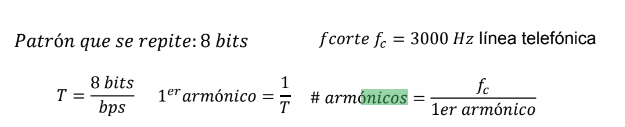 Patrón que se repite: 8 bits    fcorte f_c = 3000 Hz línea telefónica
T = 8 bits / bps    1^er armónico = 1 / T    # armónicos = f_c / 1er armónico